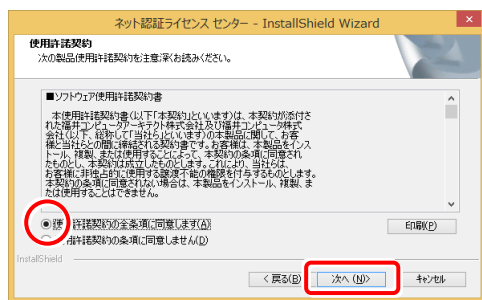 ネット認証ライセンス センター - InstallShield Wizard
使用許諾契約
次の製品使用許諾契約を注意深くお読みください。
■ソフトウェア使用許諾契約書
本使用許諾契約書（以下「本契約」といいます）は、本契約が添付さ
れた福井コンピュータアーキテクト株式会社及び福井コンピュータ株式
会社（以下、総称して「当社ら」といいます）の本製品に関して、お客
様と当社らとの間に締結される契約書です。お客様は、本製品をインス
トール、複製、または使用することによって、本契約の条項に同意され
たものとし、本契約は成立したものとします。これにより、当社らは、
お客様に非独占的に使用する譲渡不能の権限を付与するものとします。
本契約の条項に同意されない場合は、本製品をインストール、複製、ま
たは使用することはできません。
許諾契約の全条項に同意します(A)
許諾契約の条項に同意しません(D)
印刷(P)
InstallShield
< 戻る(B)
次へ (N)>
キャンセル